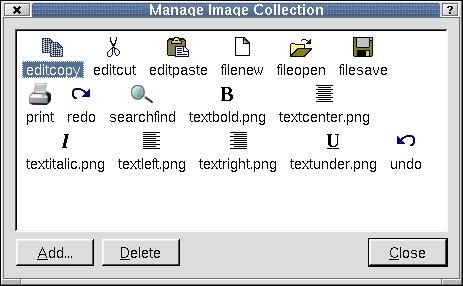 Manage Image Collection
editcopy editcut editpaste filenew fileopen filesave
print redo searchfind textbold.png textcenter.png
textitalic.png textleft.png textright.png textunder.png undo
Add... Delete Close